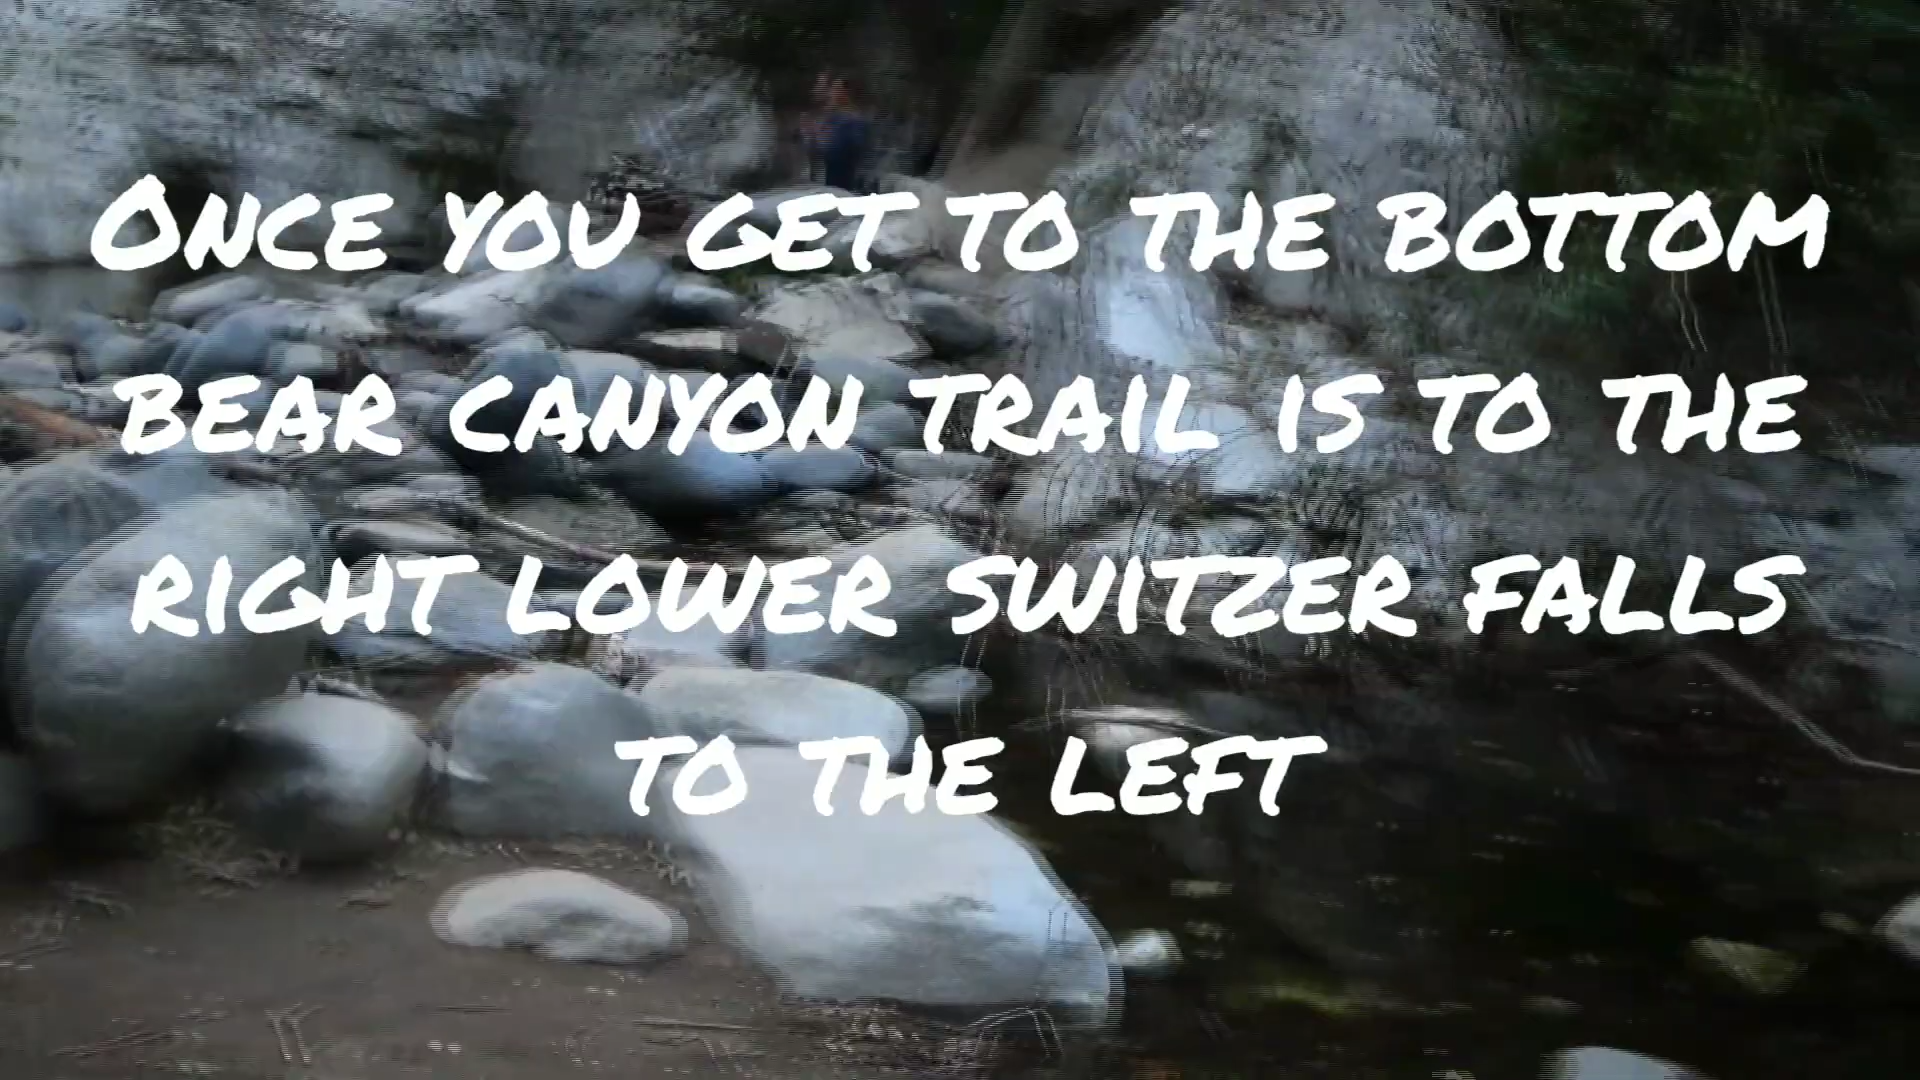 Once you get to the bottom
bear canyon trail is to the
right lower switzer falls
to the left